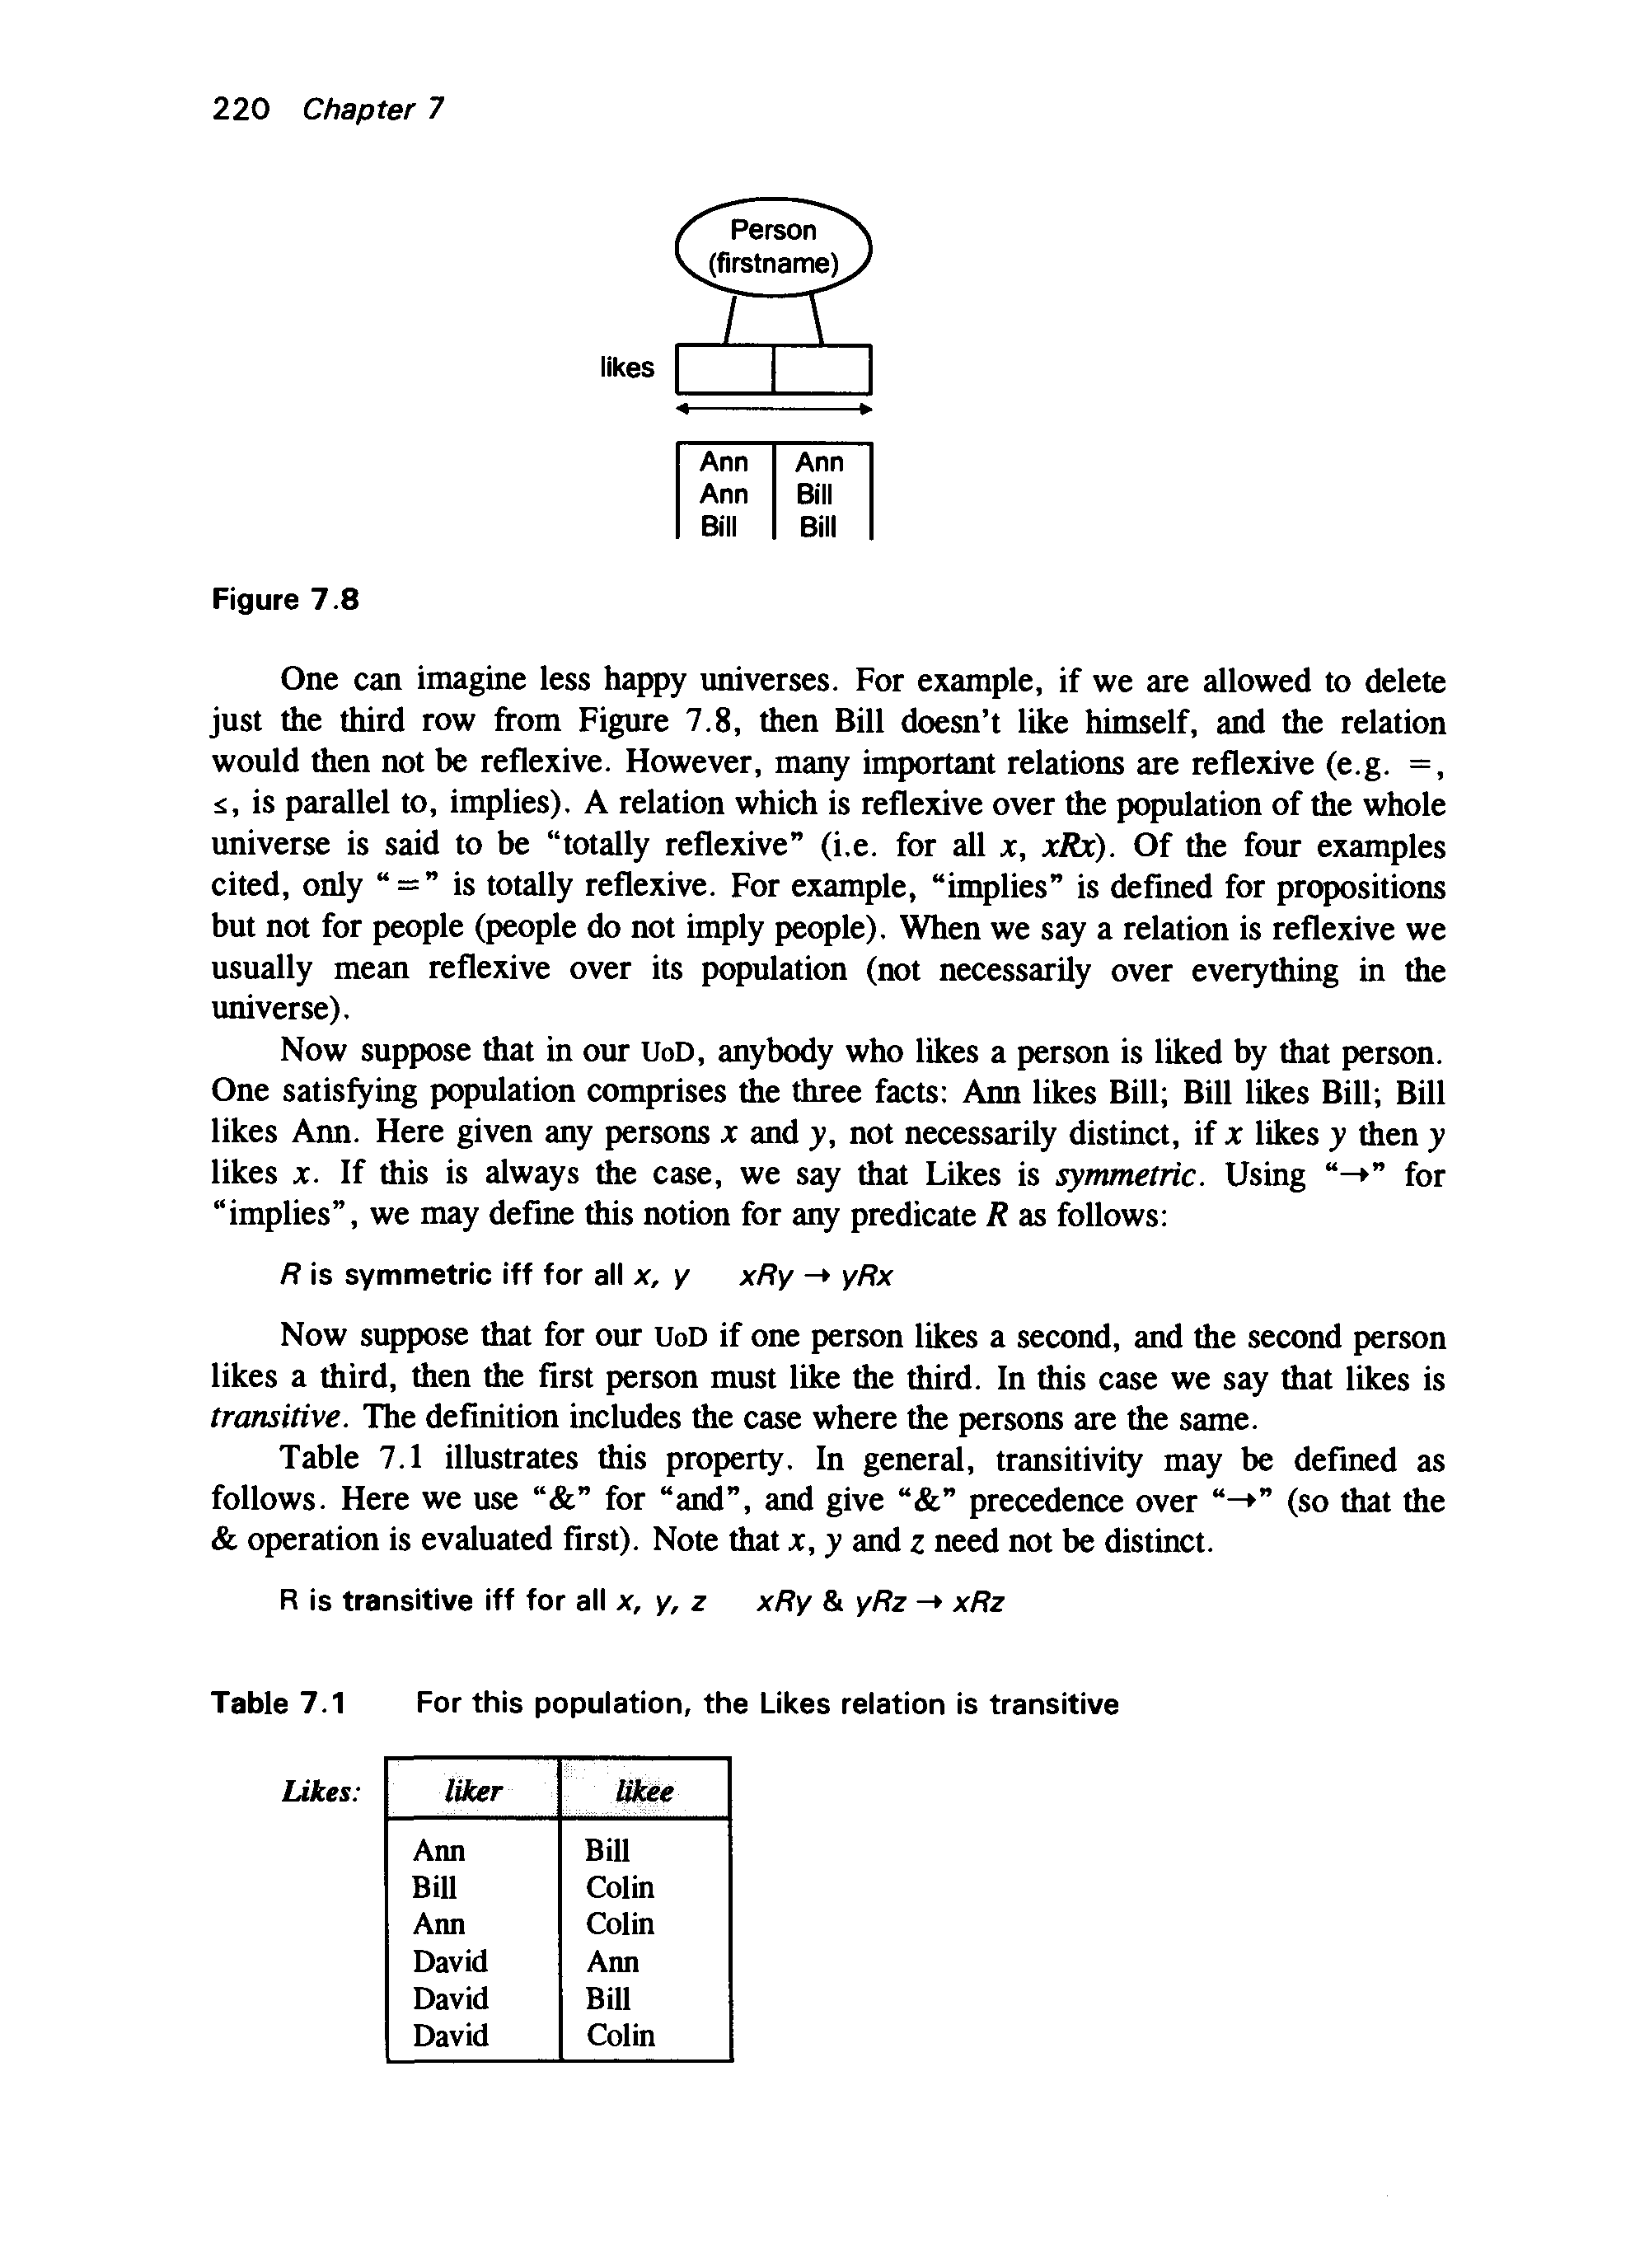 220 Chapter 7
Person
(firstname)
likes
Ann Ann
Ann Bill
Bill Bill
Figure 7.8
One can imagine less happy universes. For example, if we are allowed to delete
just the third row from Figure 7.8, then Bill doesn't like himself, and the relation
would then not be reflexive. However, many important relations are reflexive (e.g. =,
≤, is parallel to, implies). A relation which is reflexive over the population of the whole
universe is said to be “totally reflexive” (i.e. for all x, xRx). Of the four examples
cited, only “=” is totally reflexive. For example, “implies” is defined for propositions
but not for people (people do not imply people). When we say a relation is reflexive we
usually mean reflexive over its population (not necessarily over everything in the
universe).
Now suppose that in our UoD, anybody who likes a person is liked by that person.
One satisfying population comprises the three facts: Ann likes Bill; Bill likes Bill; Bill
likes Ann. Here given any persons x and y, not necessarily distinct, if x likes y then y
likes x. If this is always the case, we say that Likes is symmetric. Using “→” for
“implies”, we may define this notion for any predicate R as follows:
R is symmetric iff for all x, y xRy → yRx
Now suppose that for our UoD if one person likes a second, and the second person
likes a third, then the first person must like the third. In this case we say that likes is
transitive. The definition includes the case where the persons are the same.
Table 7.1 illustrates this property. In general, transitivity may be defined as
follows. Here we use “&” for “and”, and give “&” precedence over “→” (so that the
& operation is evaluated first). Note that x, y and z need not be distinct.
R is transitive iff for all x, y, z xRy & yRz → xRz
Table 7.1 For this population, the Likes relation is transitive
Likes: liker likee
Ann Bill
Bill Colin
Ann Colin
David Ann
David Bill
David Colin